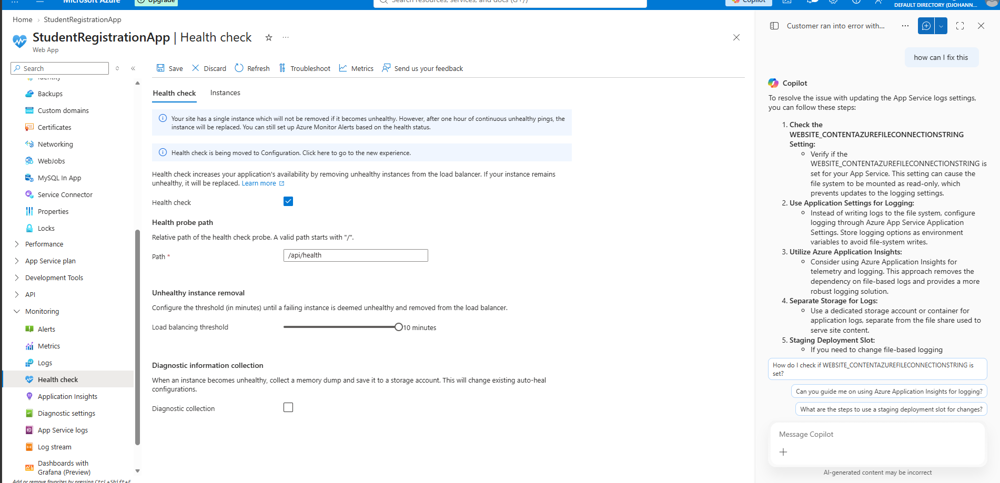 Microsoft Azure
Upgrade
Search resources, services, and docs (G+/)
Copilot
DEFAULT DIRECTORY (DJOHANN...
Home > StudentRegistrationApp
StudentRegistrationApp | Health check
Web App
Search
Identity
Backups
Custom domains
Certificates
Networking
WebJobs
MySQL In App
Service Connector
Properties
Locks
Performance
App Service plan
Development Tools
API
Monitoring
Alerts
Metrics
Logs
Health check
Application Insights
Diagnostic settings
App Service logs
Log stream
Dashboards with
Grafana (Preview)
Add or remove favorites by pressing Ctrl+Shift+F
Save
Discard
Refresh
Troubleshoot
Metrics
Send us your feedback
Health check
Instances
Your site has a single instance which will not be removed if it becomes unhealthy. However, after one hour of continuous unhealthy pings, the
instance will be replaced. You can still set up Azure Monitor Alerts based on the health status.
Health check is being moved to Configuration. Click here to go to the new experience.
Health check increases your application's availability by removing unhealthy instances from the load balancer. If your instance remains
unhealthy, it will be replaced. Learn more
Health check
Health probe path
Relative path of the health check probe. A valid path starts with "/".
Path *
/api/health
Unhealthy instance removal
Configure the threshold (in minutes) until a failing instance is deemed unhealthy and removed from the load balancer.
Load balancing threshold
10 minutes
Diagnostic information collection
When an instance becomes unhealthy, collect a memory dump and save it to a storage account. This will change existing auto-heal
configurations.
Diagnostic collection
Customer ran into error with...
how can I fix this
Copilot
To resolve the issue with updating the App Service logs settings,
you can follow these steps:
1. Check the
WEBSITE_CONTENTAZUREFILECONNECTIONSTRING
Setting:
Verify if the
WEBSITE_CONTENTAZUREFILECONNECTIONSTRING is
set for your App Service. This setting can cause the
file system to be mounted as read-only, which
prevents updates to the logging settings.
2. Use Application Settings for Logging:
Instead of writing logs to the file system, configure
logging through Azure App Service Application
Settings. Store logging options as environment
variables to avoid file-system writes.
3. Utilize Azure Application Insights:
Consider using Azure Application Insights for
telemetry and logging. This approach removes the
dependency on file-based logs and provides a more
robust logging solution.
4. Separate Storage for Logs:
Use a dedicated storage account or container for
application logs, separate from the file share used to
serve site content.
5. Staging Deployment Slot:
If you need to change file-based logging
How do I check if WEBSITE_CONTENTAZUREFILECONNECTIONSTRING is
set?
Can you guide me on using Azure Application Insights for logging?
What are the steps to use a staging deployment slot for changes?
Message Copilot
AI-generated content may be incorrect